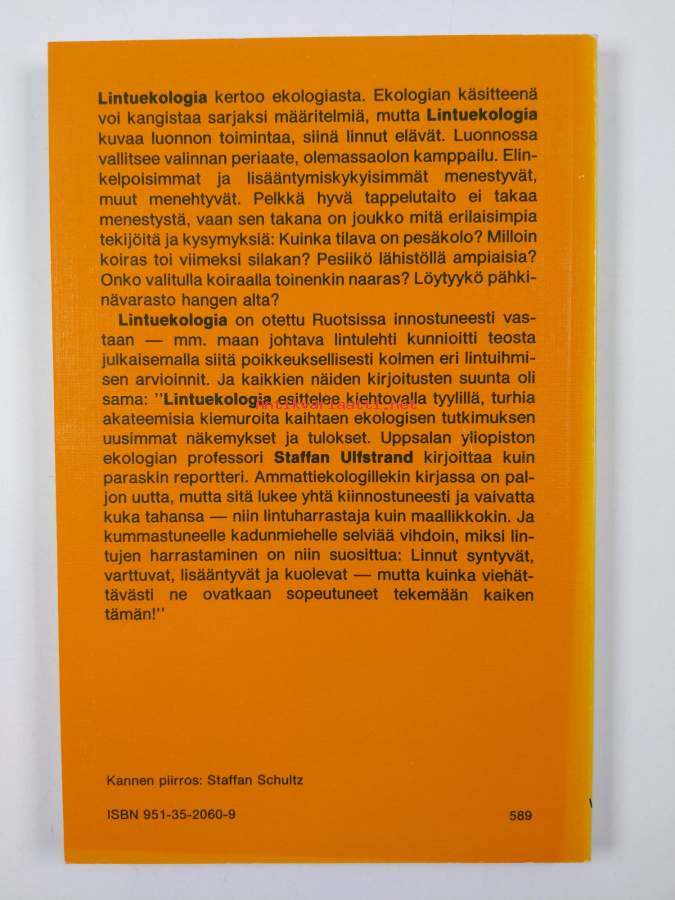 Lintuekologia kertoo ekologiasta. Ekologian käsitteenä
voi kangistaa sarjaksi määritelmiä, mutta Lintuekologia
kuvaa luonnon toimintaa, siinä linnut elävät. Luonnossa
vallitsee valinnan periaate, olemassaolon kamppailu. Elin-
kelpoisimmat ja lisääntymiskykyisimmät menestyvät,
muut menehtyvät. Pelkkä hyvä tappelutaito ei takaa
menestystä, vaan sen takana on joukko mitä erilaisimpia
tekijöitä ja kysymyksiä: Kuinka tilava on pesäkolo? Milloin
koiras toi viimeksi silakan? Pesiikö lähistöllä ampiaisia?
Onko valitulla koiraalla toinenkin naaras? Löytyykö pähki-
nävarasto hangen alta?
Lintuekologia on otettu Ruotsissa innostuneesti vas-
taan — mm. maan johtava lintulehti kunnioitti teosta
julkaisemalla siitä poikkeuksellisesti kolmen eri lintuihmi-
sen arvioinnit. Ja kaikkien näiden kirjoitusten suunta oli
sama: "Lintuekologia esittelee kiehtovalla tyylillä, turhia
akateemisia kiemuroita kaihtaen ekologisen tutkimuksen
uusimmat näkemykset ja tulokset. Uppsalan yliopiston
ekologian professori Staffan Ulfstrand kirjoittaa kuin
paraskin reportteri. Ammattiekologillekin kirjassa on pal-
jon uutta, mutta sitä lukee yhtä kiinnostuneesti ja vaivatta
kuka tahansa — niin lintuharrastaja kuin maallikkokin. Ja
kummastuneelle kadunmiehelle selviää vihdoin, miksi lin-
tujen harrastaminen on niin suosittua: Linnut syntyvät,
varttuvat, lisääntyvät ja kuolevat — mutta kuinka viehät-
tävästi ne ovatkaan sopeutuneet tekemään kaiken
tämän!"
Antikvariaatti.net
Kannen piirros: Staffan Schultz
ISBN 951-35-2060-9 589